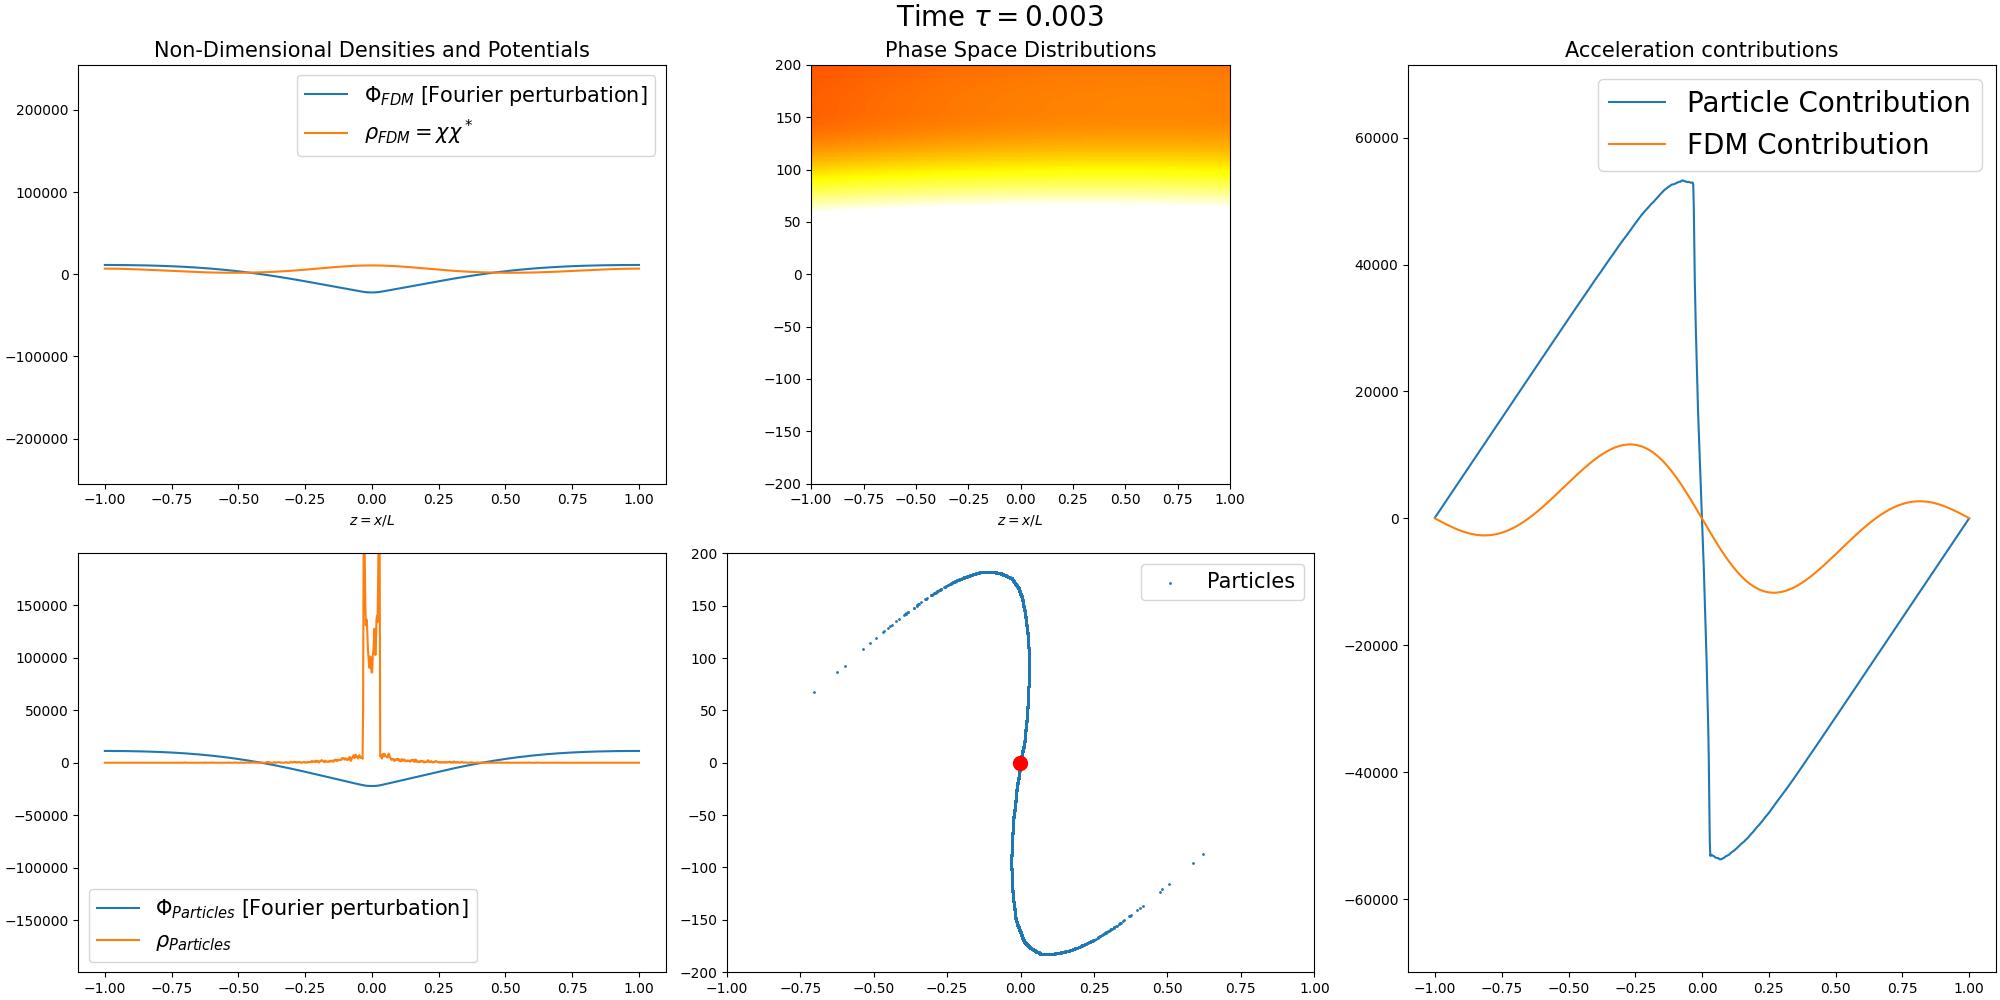 Time τ = 0.003
Non-Dimensional Densities and Potentials
Φ_FDM [Fourier perturbation]
ρ_FDM = χχ*
200000
100000
0
−100000
−200000
−1.00 −0.75 −0.50 −0.25 0.00 0.25 0.50 0.75 1.00
z = x/L
Phase Space Distributions
200
150
100
50
0
−50
−100
−150
−200
−1.00 −0.75 −0.50 −0.25 0.00 0.25 0.50 0.75 1.00
z = x/L
Acceleration contributions
Particle Contribution
FDM Contribution
60000
40000
20000
0
−20000
−40000
−60000
−1.00 −0.75 −0.50 −0.25 0.00 0.25 0.50 0.75 1.00
150000
100000
50000
0
−50000
−100000
−150000
Φ_Particles [Fourier perturbation]
ρ_Particles
−1.00 −0.75 −0.50 −0.25 0.00 0.25 0.50 0.75 1.00
Particles
200
150
100
50
0
−50
−100
−150
−200
−1.00 −0.75 −0.50 −0.25 0.00 0.25 0.50 0.75 1.00